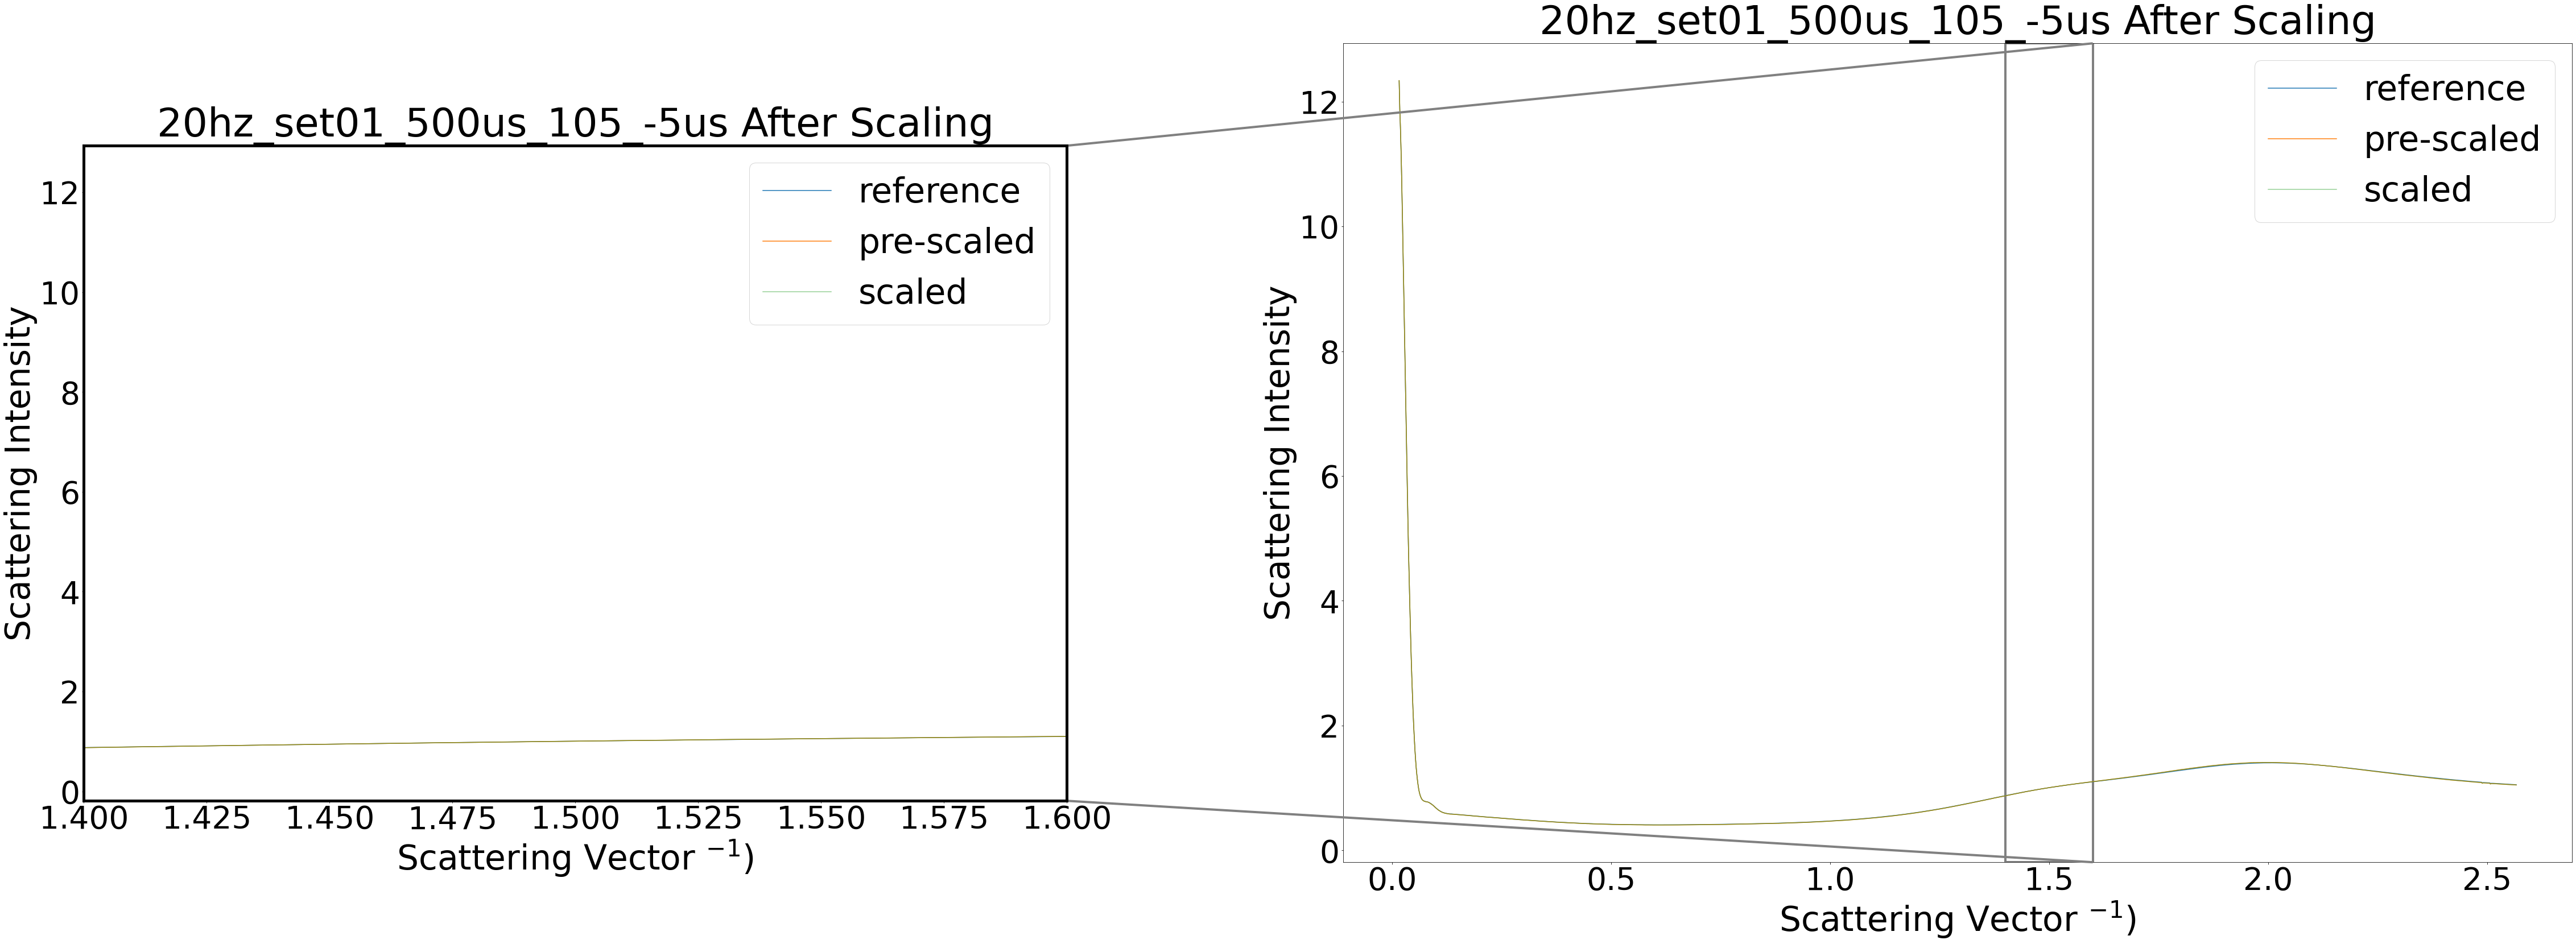 20hz_set01_500us_105_-5us After Scaling
reference
pre-scaled
scaled
Scattering Intensity
12
10
8
6
4
2
0
1.400 1.425 1.450 1.475 1.500 1.525 1.550 1.575 1.600
Scattering Vector ⁻¹)
20hz_set01_500us_105_-5us After Scaling
reference
pre-scaled
scaled
Scattering Intensity
12
10
8
6
4
2
0
0.0 0.5 1.0 1.5 2.0 2.5
Scattering Vector ⁻¹)